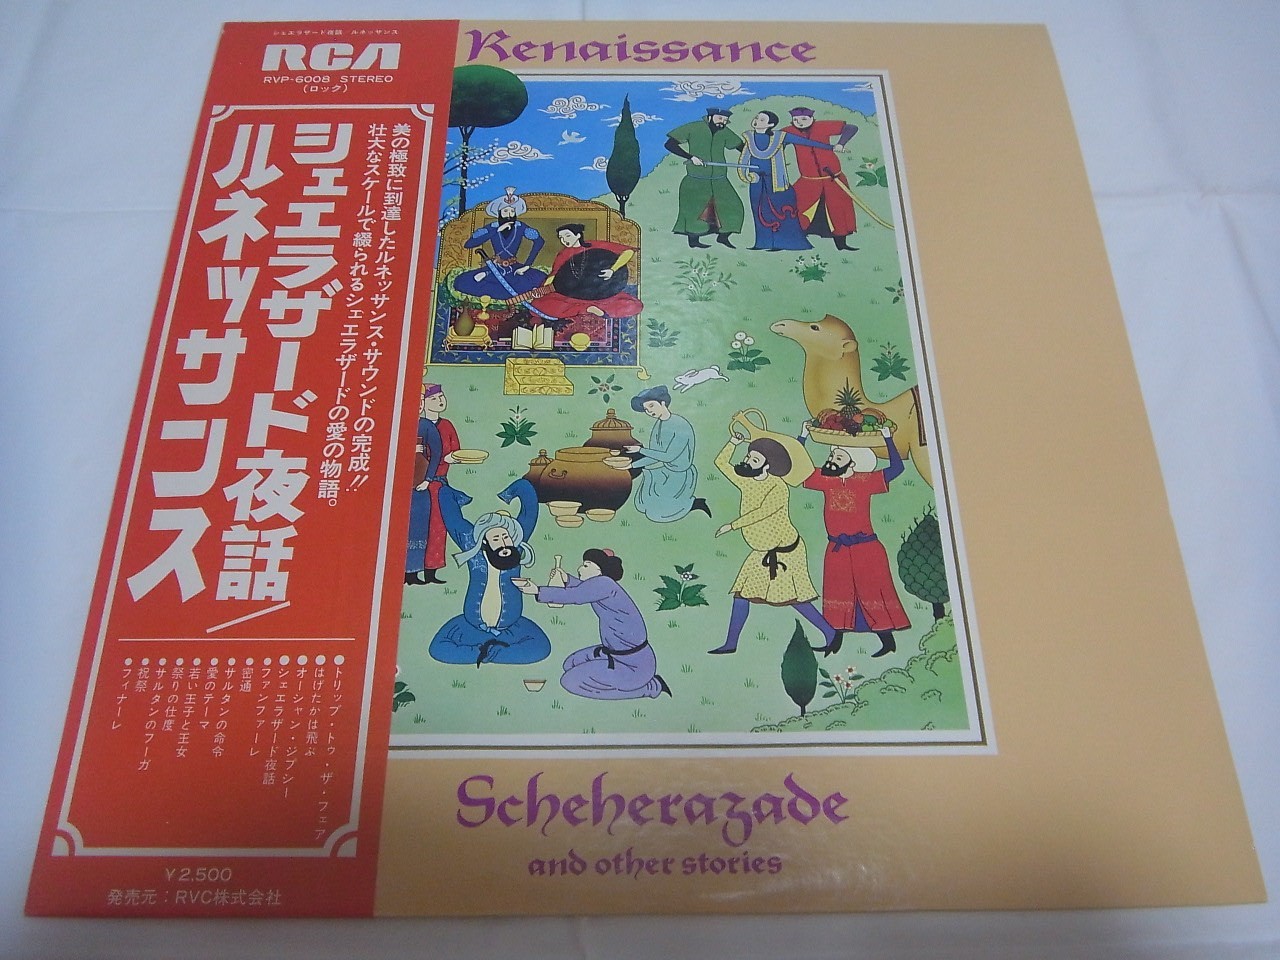 シェエラザード夜話/ルネッサンス
RCA
RVP-6008 STEREO
(ロック)
美の極致に到達したルネッサンス・サウンドの完成!!
壮大なスケールで綴られるシェエラザードの愛の物語。
シェエラザード夜話/
ルネッサンス
●トリップ・トゥ・ザ・フェア
●はげたかは飛ぶ
●オーシャン・ジプシー
●シェエラザード夜話
●ファンファーレ
●密通
●サルタンの命令
●愛のテーマ
●若い王子と王女
●祭りの仕度
●サルタンのフーガ
●祝祭
●フィナーレ
¥2,500
発売元:RVC株式会社
Renaissance
Scheherazade
and other stories